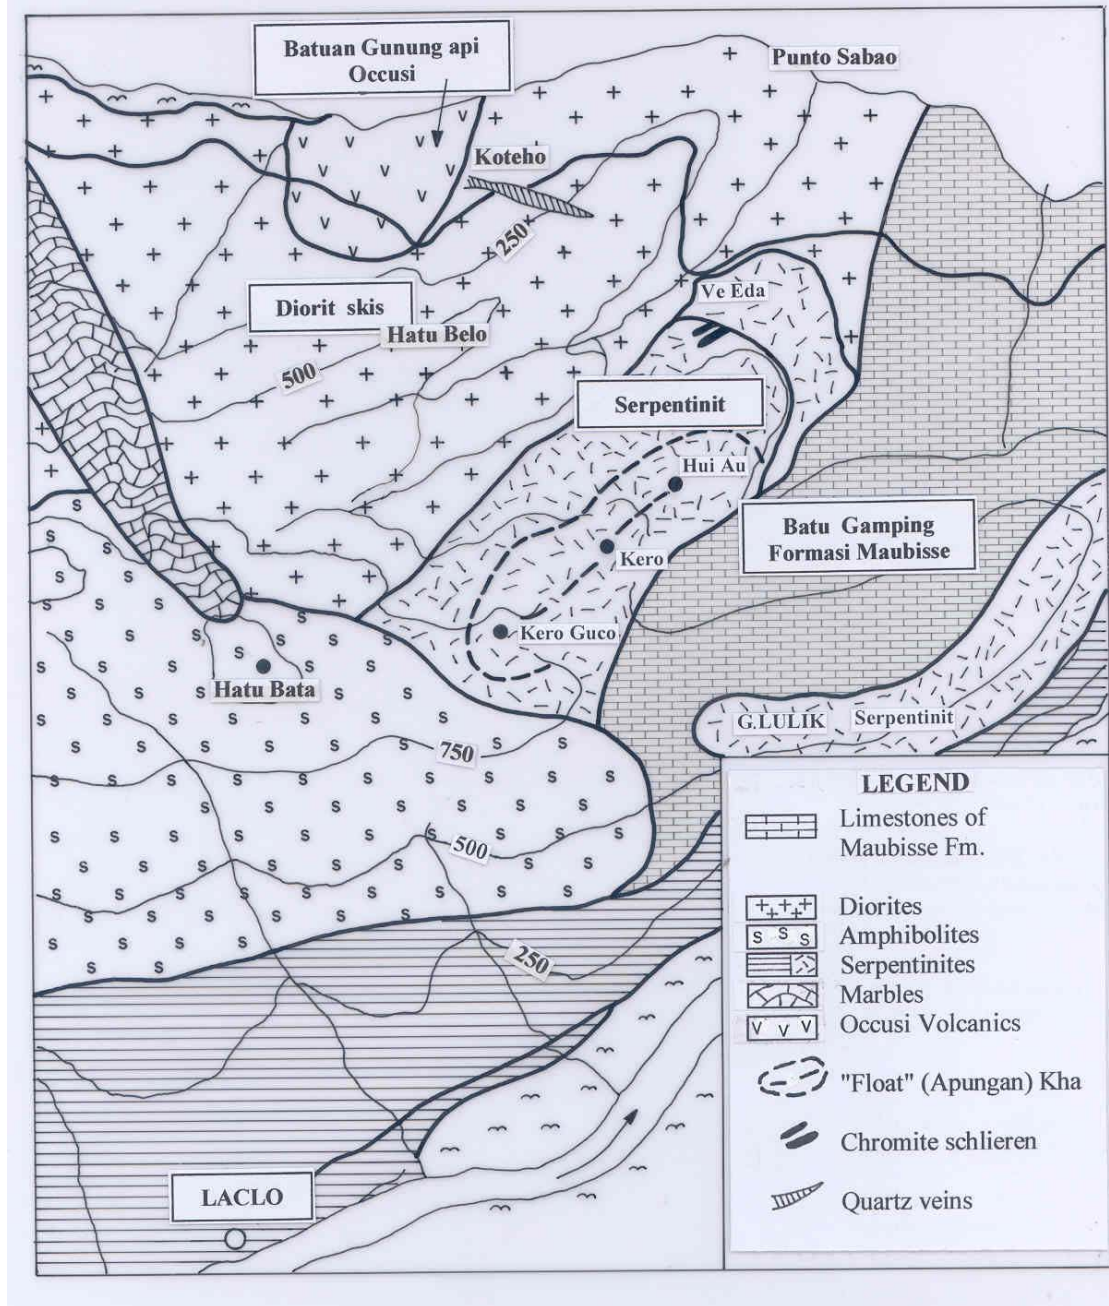 Batuan Gunung api
Occusi
Punto Sabao
Koteho
250
Ve Eda
Diorit skis
Hatu Belo
500
Serpentinit
Hui Au
Batu Gamping
Formasi Maubisse
Kero
Kero Guco
Hatu Bata
G.LULIK
Serpentinit
750
500
250
LACLO
LEGEND
Limestones of
Maubisse Fm.
Diorites
Amphibolites
Serpentinites
Marbles
Occusi Volcanics
"Float" (Apungan) Kha
Chromite schlieren
Quartz veins